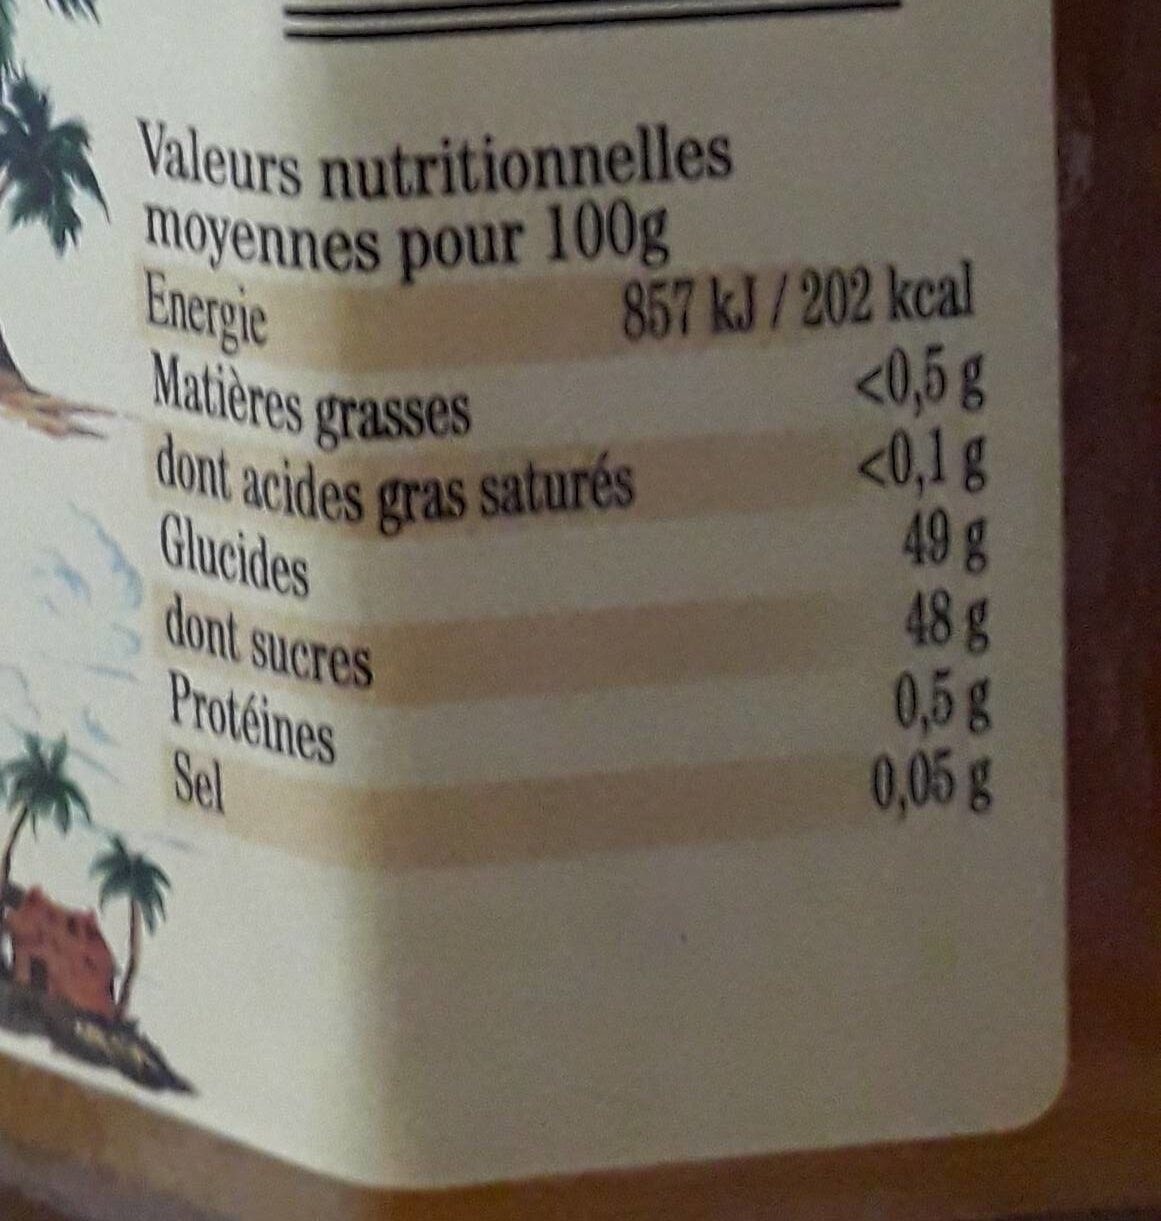 Valeurs nutritionnelles
moyennes pour 100g
Energie 857 kJ / 202 kcal
Matières grasses <0,5 g
dont acides gras saturés <0,1 g
Glucides 49 g
dont sucres 48 g
Protéines 0,5 g
Sel 0,05 g